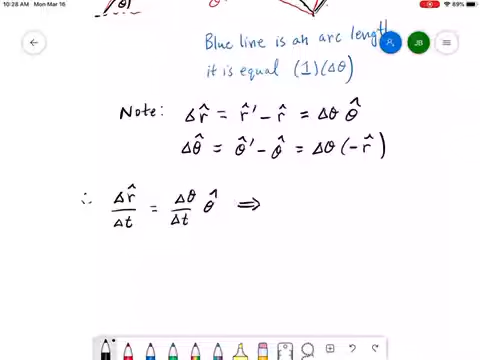 10:28 AM Mon Mar 16
89%
θ
Blue line is an arc length
it is equal (1)(Δθ)
JB
Note: Δr̂ = r̂' - r̂ = Δθ θ̂
Δθ̂ = θ̂' - θ̂ = Δθ (-r̂)
∴ Δr̂/Δt = Δθ/Δt θ̂ ⇒